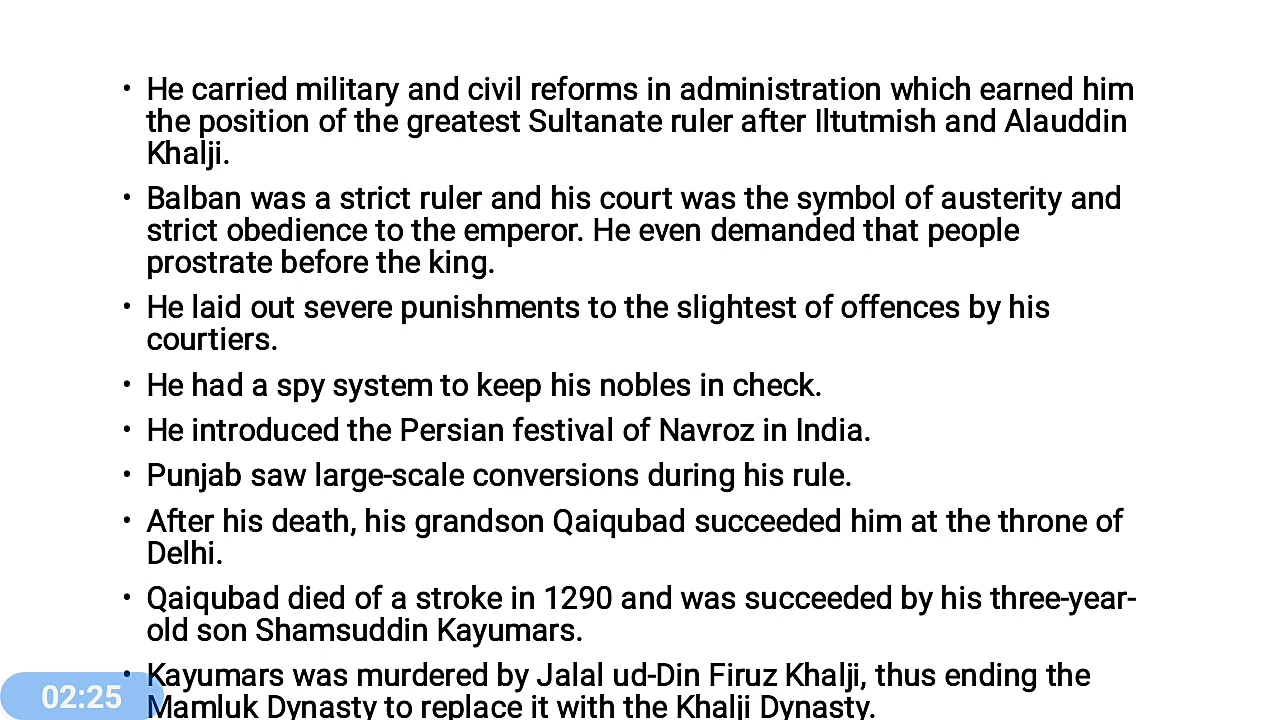 • He carried military and civil reforms in administration which earned him
the position of the greatest Sultanate ruler after Iltutmish and Alauddin
Khalji.
• Balban was a strict ruler and his court was the symbol of austerity and
strict obedience to the emperor. He even demanded that people
prostrate before the king.
• He laid out severe punishments to the slightest of offences by his
courtiers.
• He had a spy system to keep his nobles in check.
• He introduced the Persian festival of Navroz in India.
• Punjab saw large-scale conversions during his rule.
• After his death, his grandson Qaiqubad succeeded him at the throne of
Delhi.
• Qaiqubad died of a stroke in 1290 and was succeeded by his three-year-
old son Shamsuddin Kayumars.
• Kayumars was murdered by Jalal ud-Din Firuz Khalji, thus ending the
Mamluk Dynasty to replace it with the Khalji Dynasty.
02:25